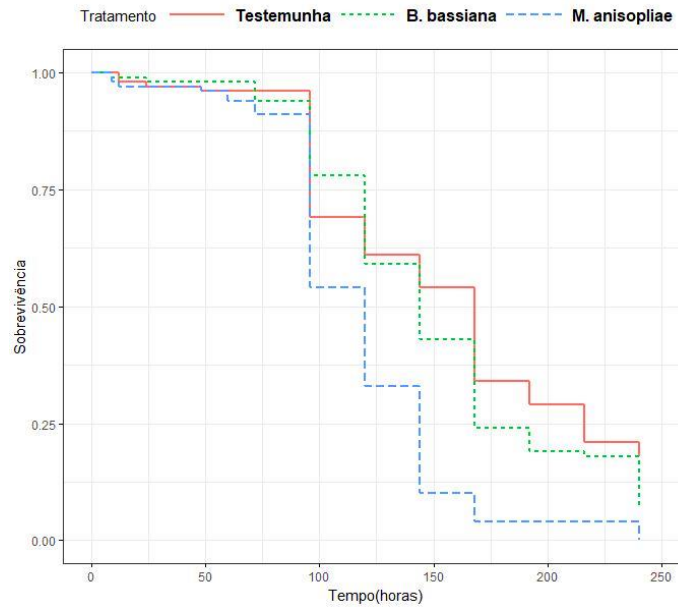 Tratamento Testemunha B. bassiana M. anisopliae
1.00
0.75
0.50
0.25
0.00
Sobrevivência
0 50 100 150 200 250
Tempo(horas)